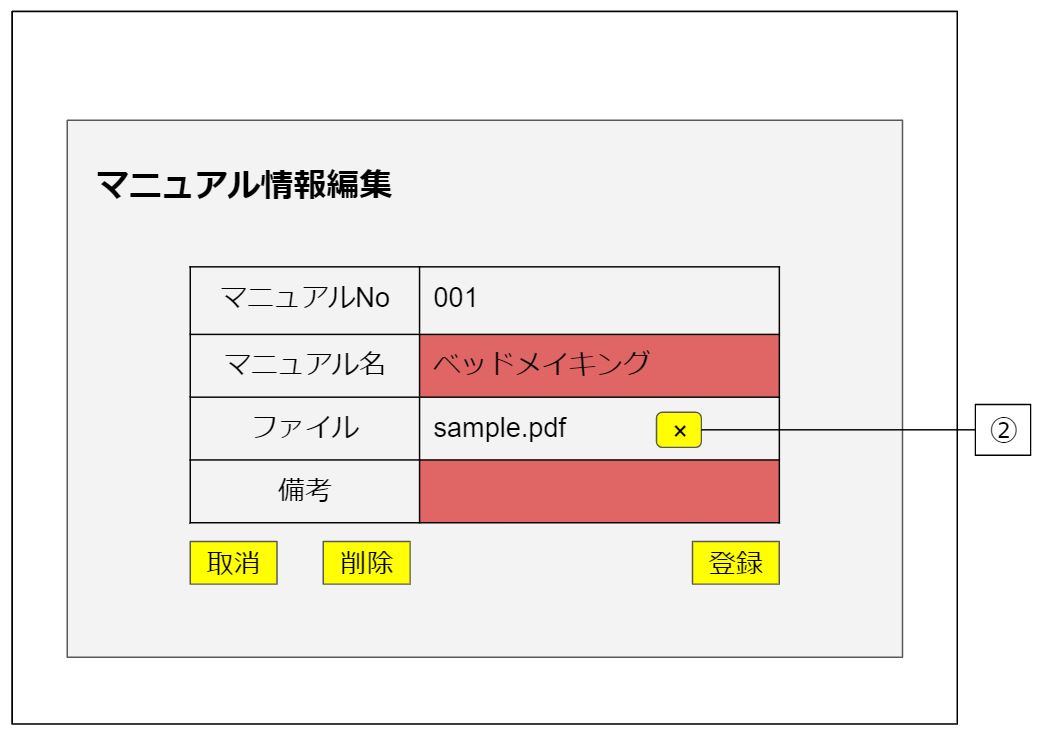 マニュアル情報編集
マニュアルNo 001
マニュアル名 ベッドメイキング
ファイル sample.pdf × ②
備考
取消 削除 登録